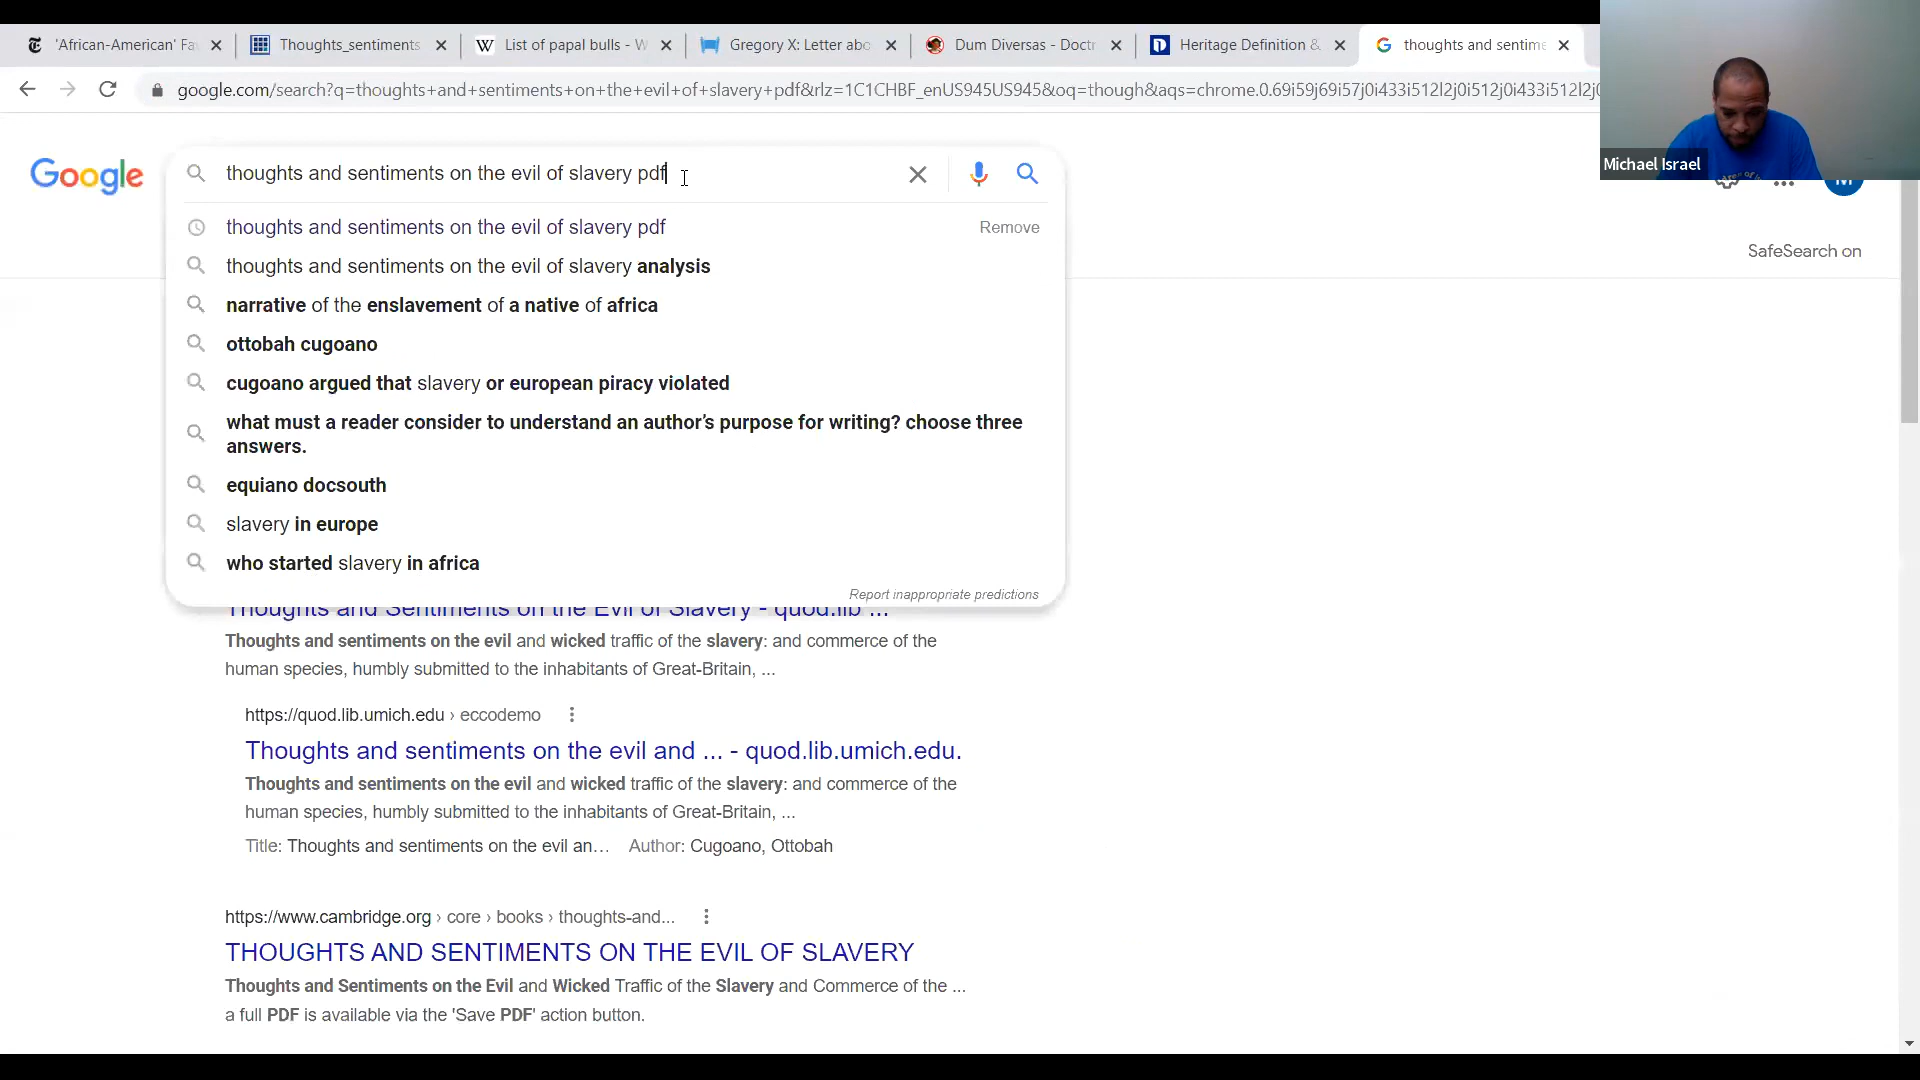 'African-American' Fa
Thoughts_sentiments
List of papal bulls - W
Gregory X: Letter abo
Dum Diversas - Doctr
Heritage Definition &
thoughts and sentime
google.com/search?q=thoughts+and+sentiments+on+the+evil+of+slavery+pdf&rlz=1C1CHBF_enUS945US945&oq=though&aqs=chrome.0.69i59j69i57j0i433i512l2j0i512j0i433i512l2j0
Michael Israel
Google
thoughts and sentiments on the evil of slavery pdf
thoughts and sentiments on the evil of slavery pdf
Remove
SafeSearch on
thoughts and sentiments on the evil of slavery analysis
narrative of the enslavement of a native of africa
ottobah cugoano
cugoano argued that slavery or european piracy violated
what must a reader consider to understand an author's purpose for writing? choose three
answers.
equiano docsouth
slavery in europe
who started slavery in africa
Report inappropriate predictions
Thoughts and Sentiments on the Evil of Slavery - quod.lib ...
Thoughts and sentiments on the evil and wicked traffic of the slavery: and commerce of the
human species, humbly submitted to the inhabitants of Great-Britain, ...
https://quod.lib.umich.edu › eccodemo
Thoughts and sentiments on the evil and ... - quod.lib.umich.edu.
Thoughts and sentiments on the evil and wicked traffic of the slavery: and commerce of the
human species, humbly submitted to the inhabitants of Great-Britain, ...
Title: Thoughts and sentiments on the evil an... Author: Cugoano, Ottobah
https://www.cambridge.org › core › books › thoughts-and...
THOUGHTS AND SENTIMENTS ON THE EVIL OF SLAVERY
Thoughts and Sentiments on the Evil and Wicked Traffic of the Slavery and Commerce of the ...
a full PDF is available via the 'Save PDF' action button.